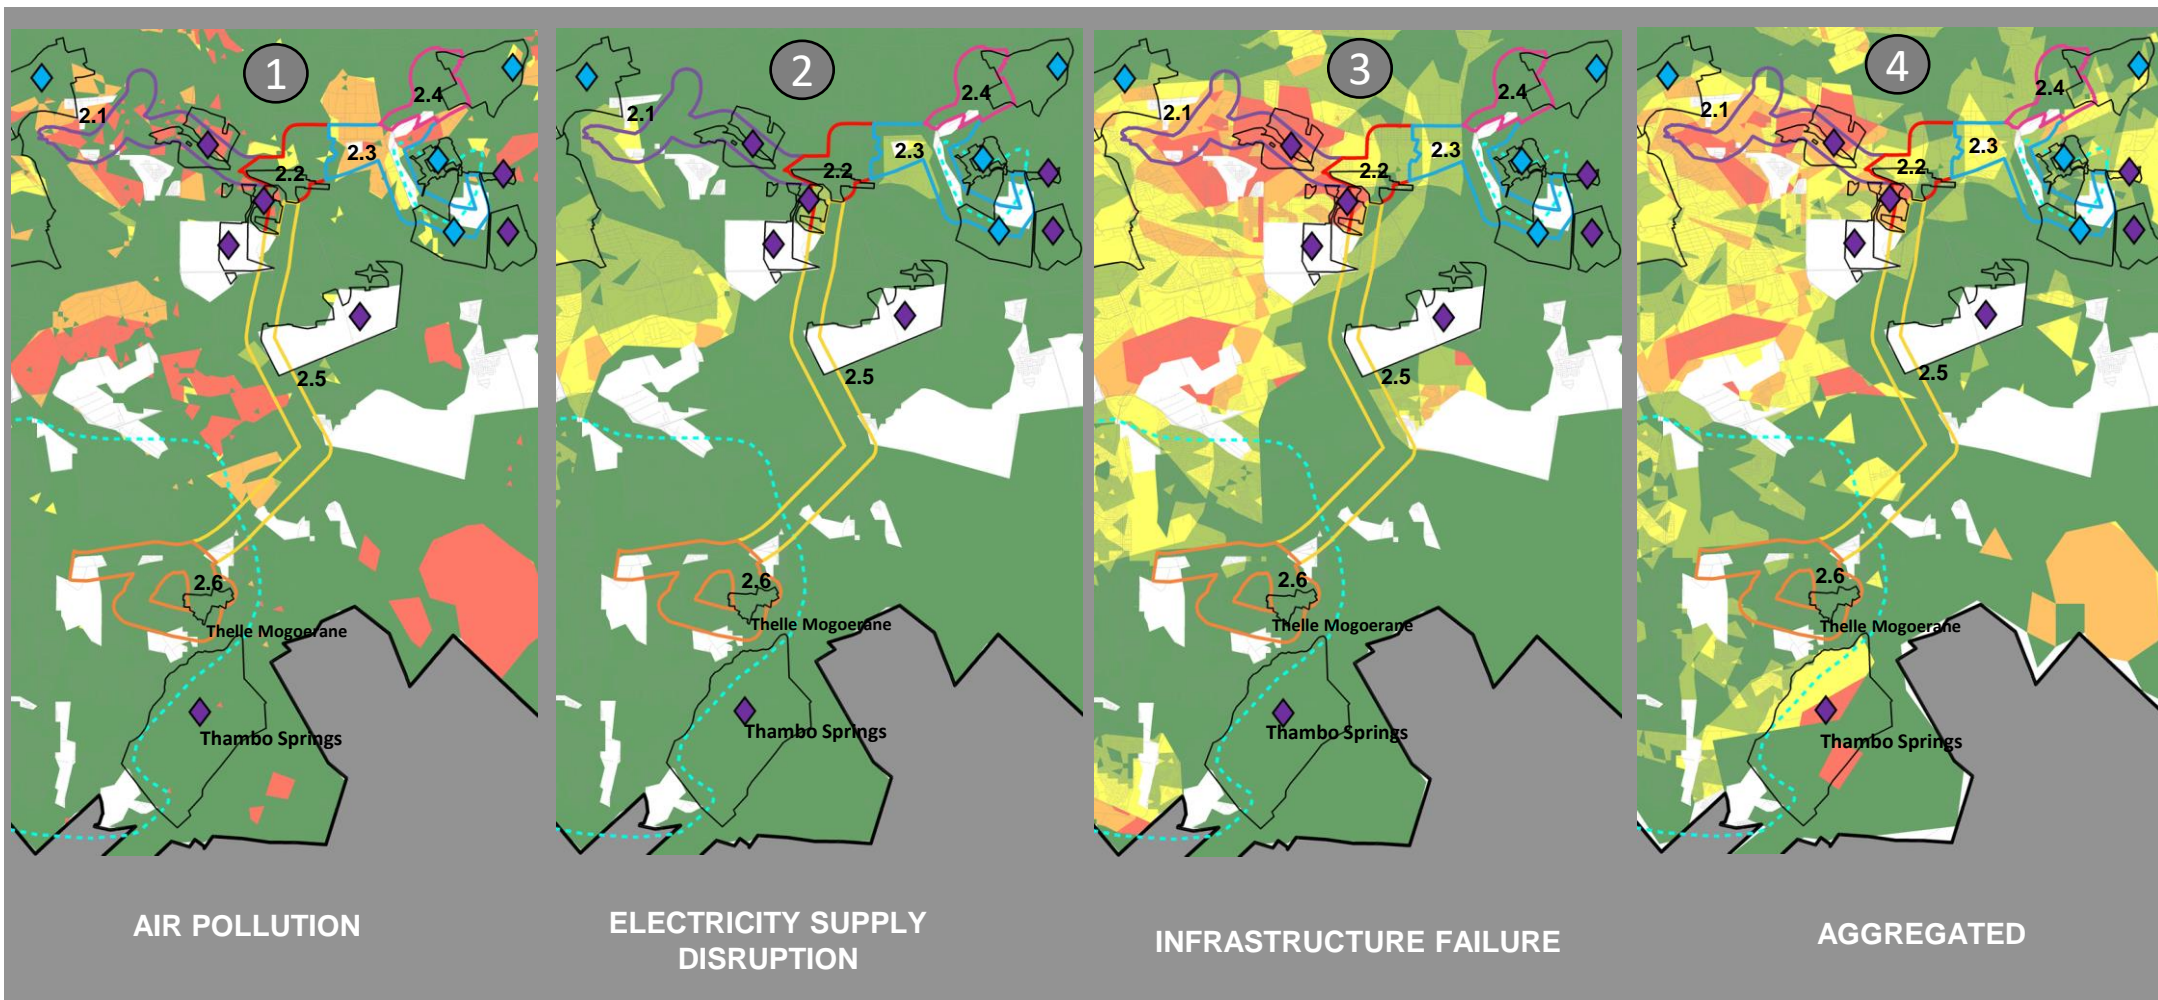 1
2.1
2.2
2.3
2.4
2.5
2.6
Thelle Mogoerane
Thambo Springs
AIR POLLUTION
2
2.1
2.2
2.3
2.4
2.5
2.6
Thelle Mogoerane
Thambo Springs
ELECTRICITY SUPPLY
DISRUPTION
3
2.1
2.2
2.3
2.4
2.5
2.6
Thelle Mogoerane
Thambo Springs
INFRASTRUCTURE FAILURE
4
2.1
2.2
2.3
2.4
2.5
2.6
Thelle Mogoerane
Thambo Springs
AGGREGATED